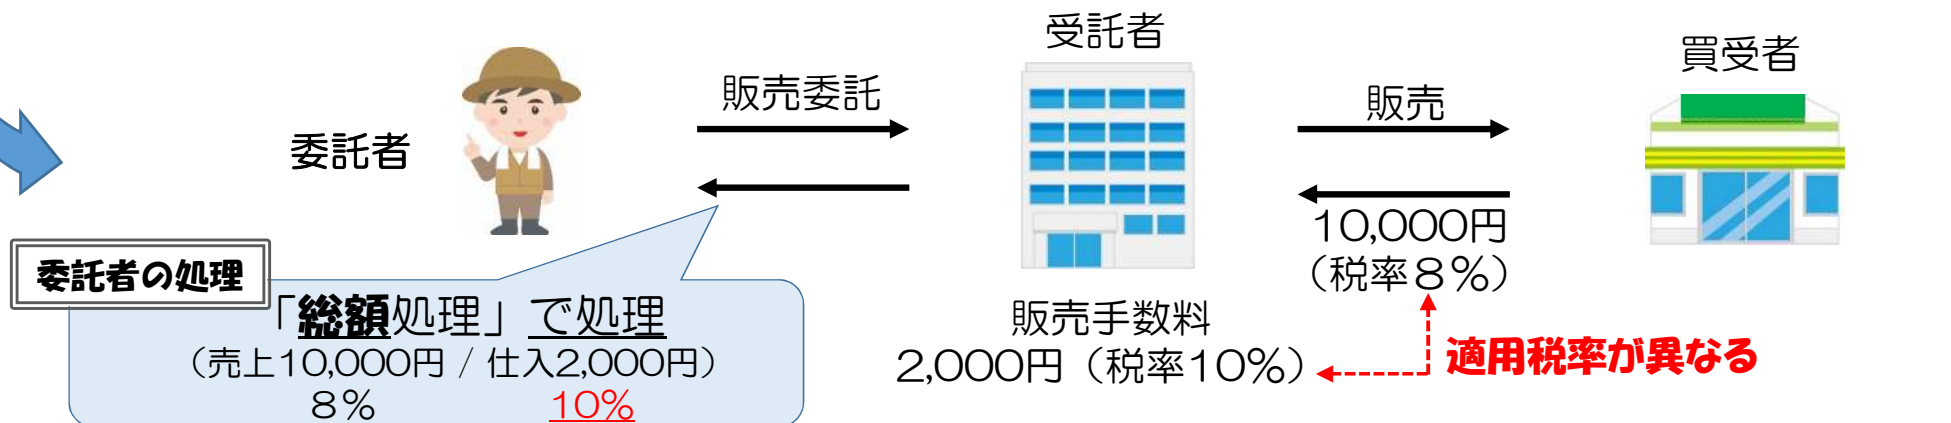 受託者
買受者
販売委託
販売
委託者
10,000円
(税率8%)
委託者の処理
「総額処理」で処理
(売上10,000円 / 仕入2,000円)
8% 10%
販売手数料
2,000円(税率10%)
適用税率が異なる